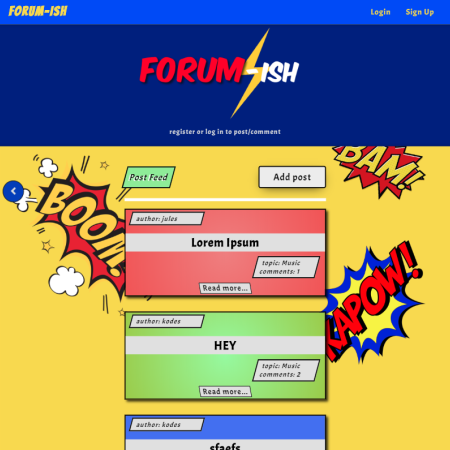 FORUM-ISH
Login
Sign Up
FORUM-ISH
register or log in to post/comment
Post Feed
Add post
BOOM!
BAM!!
KAPOW!
author: jules
Lorem Ipsum
topic: Music
comments: 1
Read more...
author: kodes
HEY
topic: Music
comments: 2
Read more...
author: kodes
sfaefs